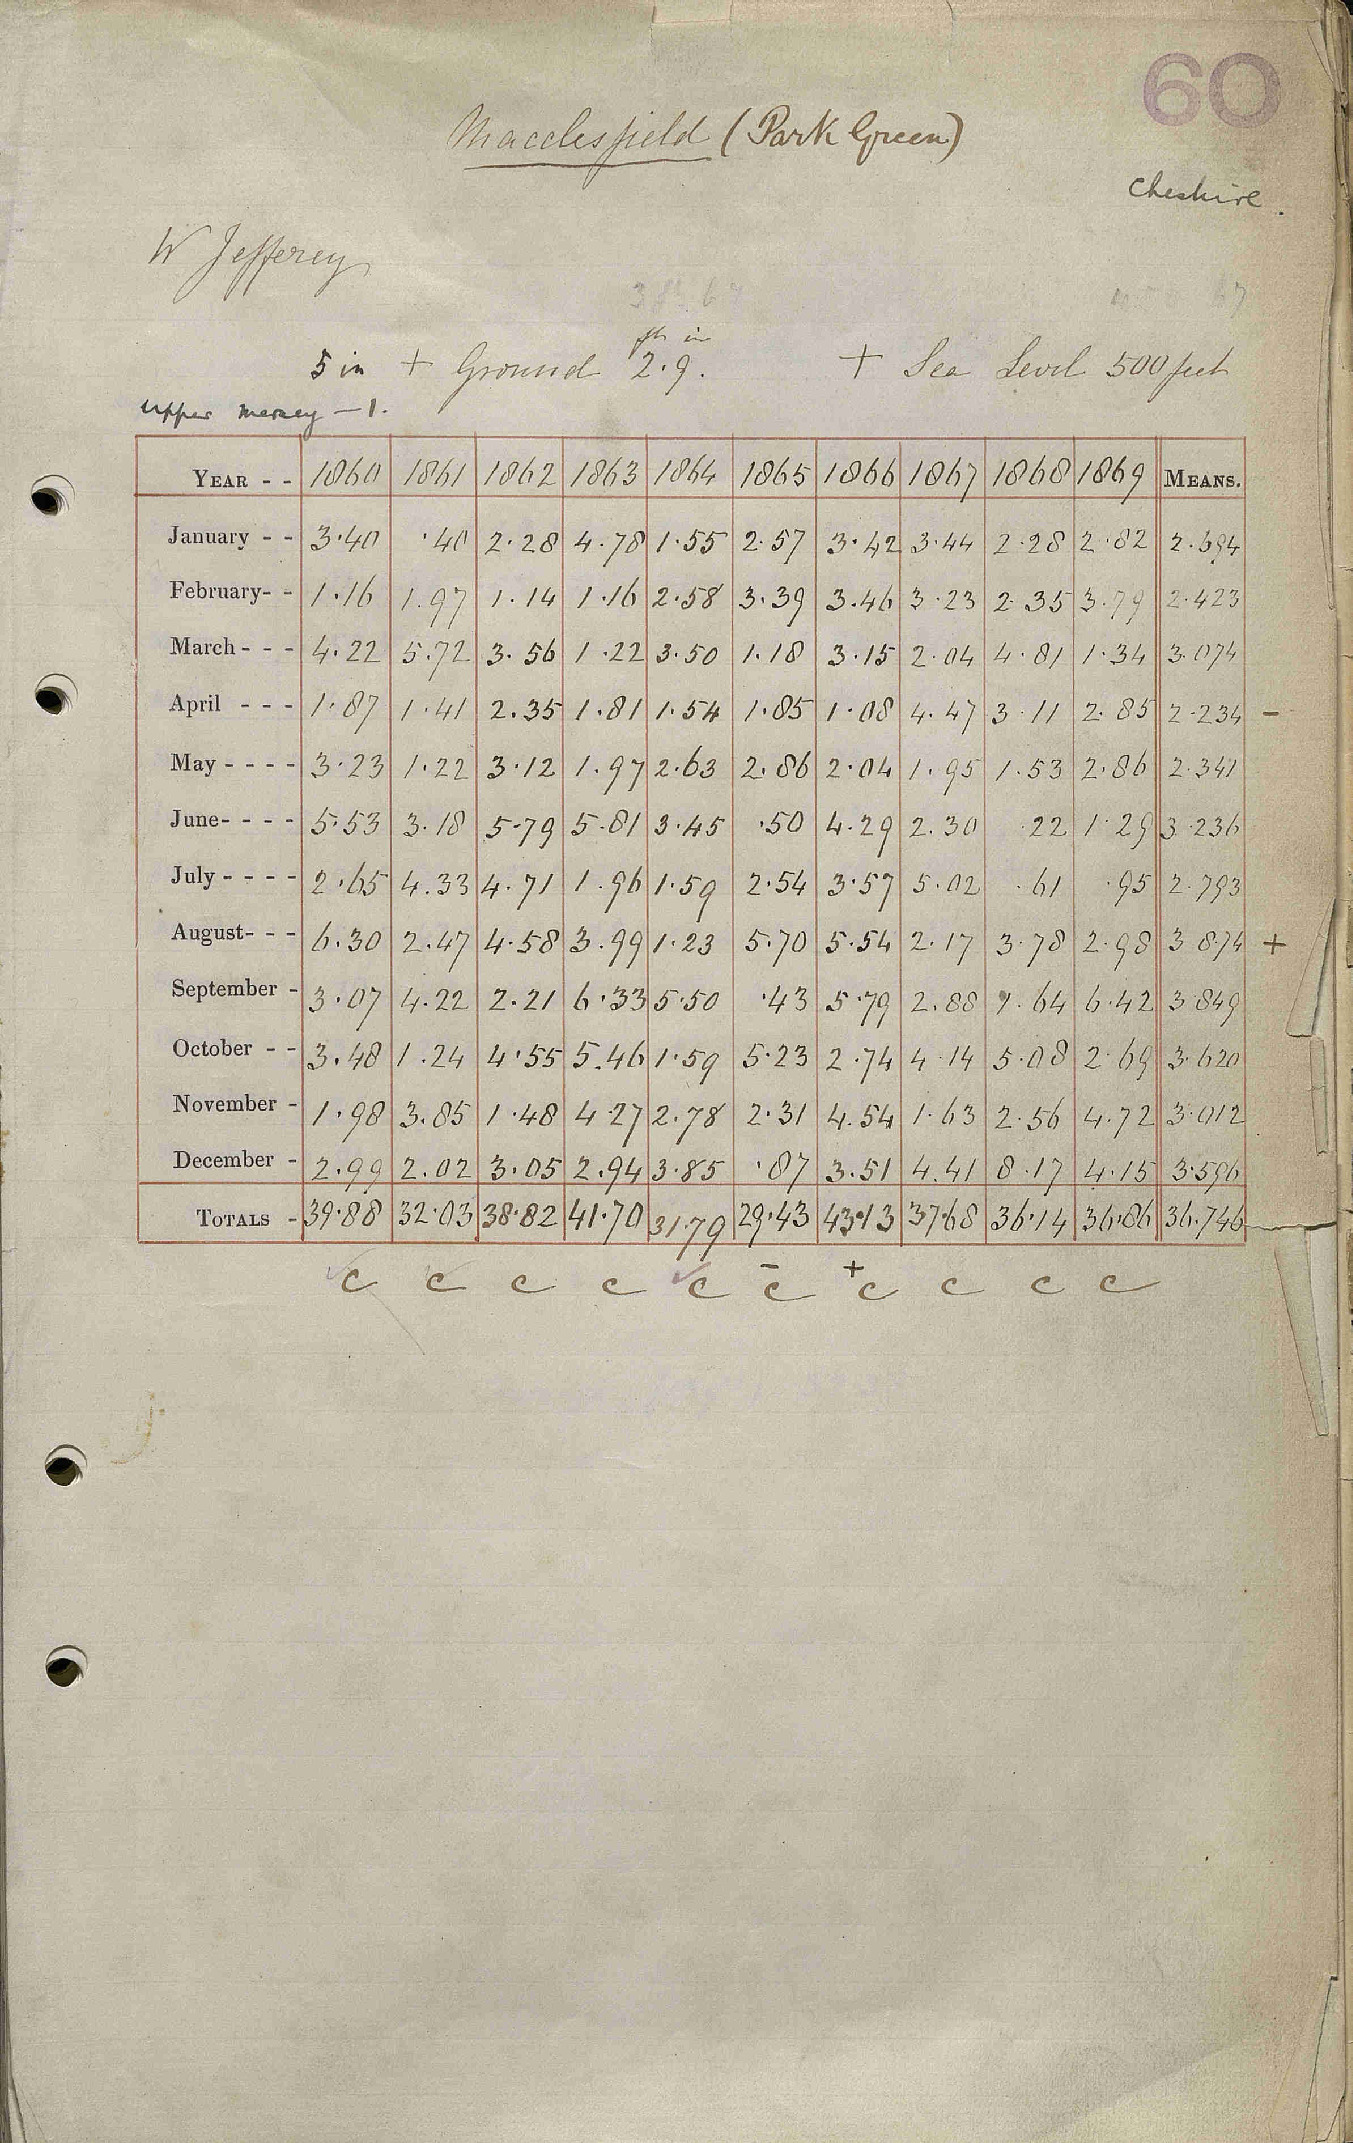 60
Macclesfield (Park Green)
Cheshire.
W Jefferey
ft in
5 in + Ground 2.9. + Sea Level 500 feet
Upper Mersey – 1.
YEAR - - 1860 1861 1862 1863 1864 1865 1866 1867 1868 1869 MEANS.
January - - 3.40 .40 2.28 4.78 1.55 2.57 3.42 3.44 2.28 2.82 2.694
February - - 1.16 1.97 1.14 1.16 2.58 3.39 3.46 3.23 2.35 3.79 2.423
March - - - 4.22 5.72 3.56 1.22 3.50 1.18 3.15 2.04 4.81 1.34 3.074
April - - - 1.87 1.41 2.35 1.81 1.54 1.85 1.08 4.47 3.11 2.85 2.234 –
May - - - - 3.23 1.22 3.12 1.97 2.63 2.86 2.04 1.95 1.53 2.86 2.341
June - - - - 5.53 3.18 5.79 5.81 3.45 .50 4.29 2.30 .22 1.29 3.236
July - - - - 2.65 4.33 4.71 1.96 1.59 2.54 3.57 5.02 .61 .95 2.793
August - - - 6.30 2.47 4.58 3.99 1.23 5.70 5.54 2.17 3.78 2.98 3.874 +
September - 3.07 4.22 2.21 6.33 5.50 .43 5.79 2.88 1.64 6.42 3.849
October - - 3.48 1.24 4.55 5.46 1.59 5.23 2.74 4.14 5.08 2.69 3.620
November - 1.98 3.85 1.48 4.27 2.78 2.31 4.54 1.63 2.56 4.72 3.012
December - 2.99 2.02 3.05 2.94 3.85 .87 3.51 4.41 8.17 4.15 3.596
TOTALS - 39.88 32.03 38.82 41.70 31.79 29.43 43.13 37.68 36.14 36.86 36.746
– +
c c c c c c c c c c